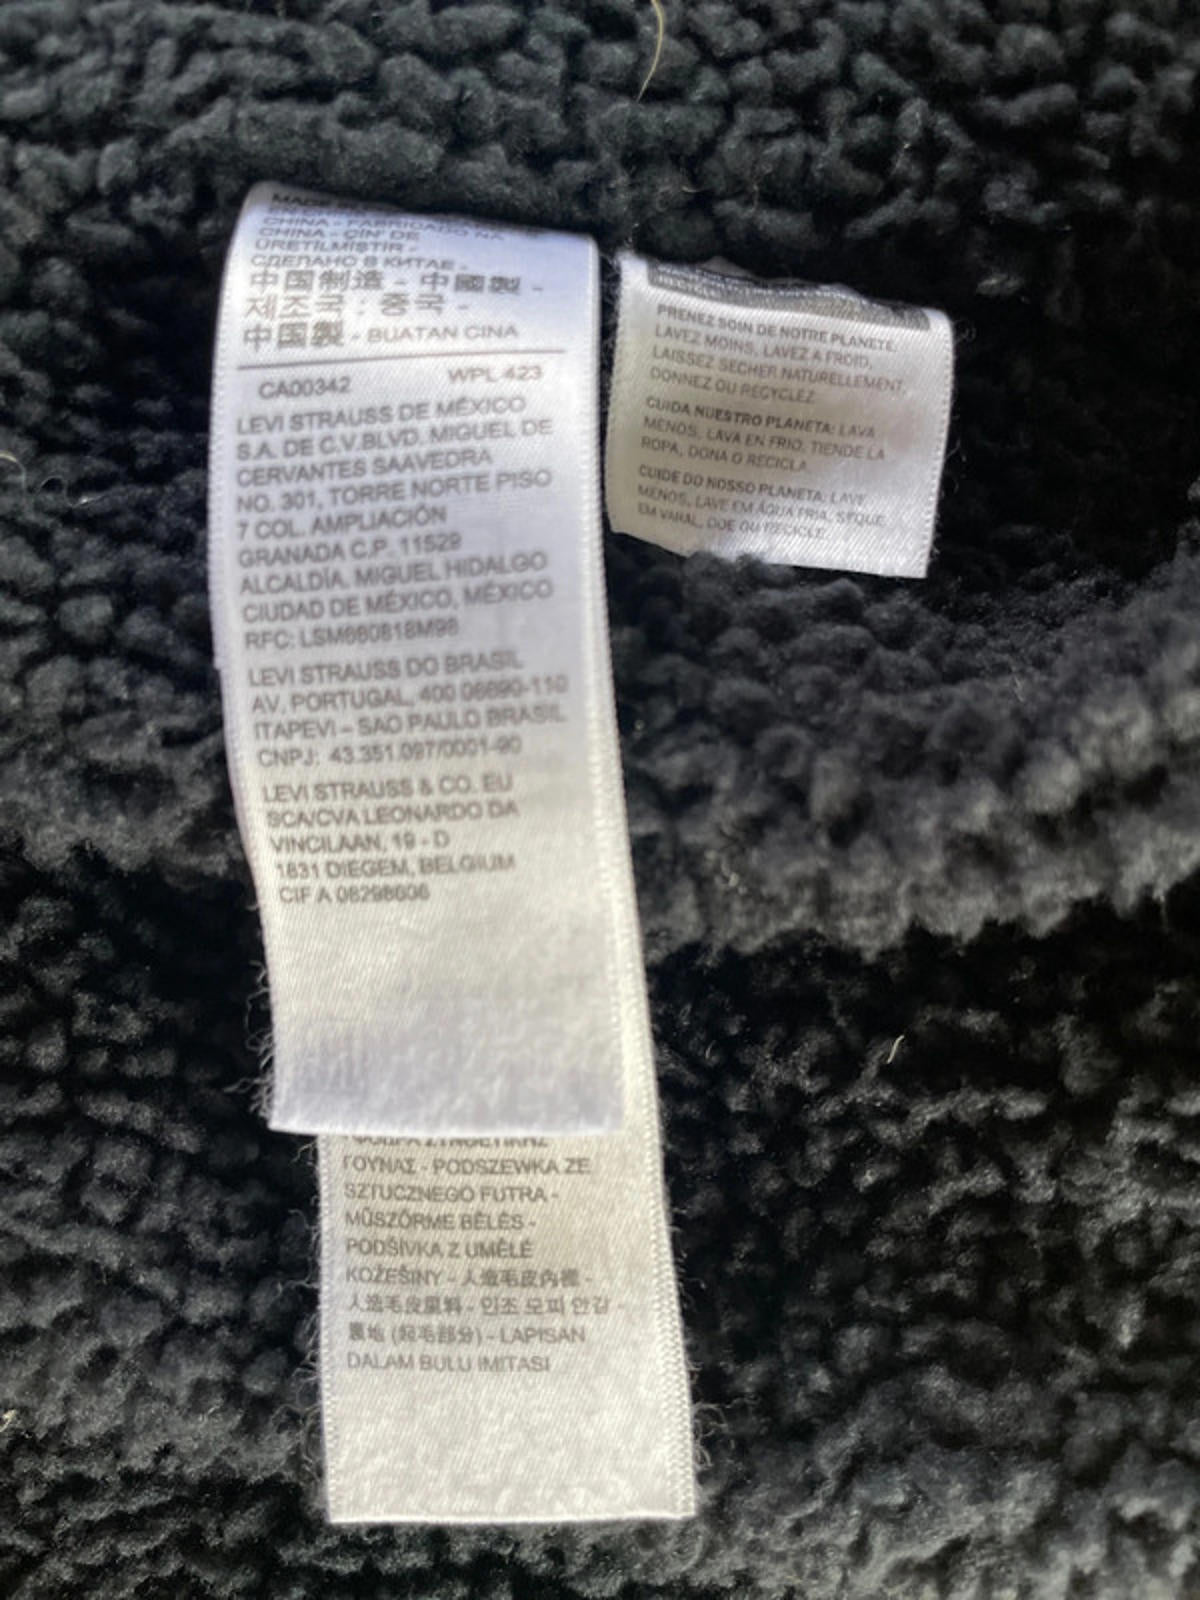 MADE
CHINA - FABRICADO NA
CHINA - ÇİN' DE
ÜRETİLMİŞTİR -
СДЕЛАНО В КИТАЕ -
中国制造 - 中國製 -
제조국 : 중국 -
中国製 - BUATAN CINA
CA00342 WPL 423
LEVI STRAUSS DE MÉXICO
S.A. DE C.V.BLVD. MIGUEL DE
CERVANTES SAAVEDRA
NO. 301, TORRE NORTE PISO
7 COL. AMPLIACIÓN
GRANADA C.P. 11529
ALCALDÍA. MIGUEL HIDALGO
CIUDAD DE MÉXICO, MÉXICO
RFC: LSM660818M98
LEVI STRAUSS DO BRASIL
AV. PORTUGAL, 400 06690-110
ITAPEVI – SAO PAULO BRASIL
CNPJ: 43.351.097/0001-90
LEVI STRAUSS & CO. EU
SCA/CVA LEONARDO DA
VINCILAAN, 19 - D
1831 DIEGEM, BELGIUM
CIF A 08298606
ΓΟΥΝΑΣ - PODSZEWKA ZE
SZTUCZNEGO FUTRA -
MŰSZŐRME BÉLÉS -
PODŠÍVKA Z UMĚLÉ
KOŽEŠINY - 人造毛皮內裡 -
人造毛皮里料 - 인조 모피 안감 -
裏地 (起毛部分) - LAPISAN
DALAM BULU IMITASI
PRENEZ SOIN DE NOTRE PLANETE:
LAVEZ MOINS, LAVEZ A FROID,
LAISSEZ SECHER NATURELLEMENT,
DONNEZ OU RECYCLEZ.
CUIDA NUESTRO PLANETA: LAVA
MENOS, LAVA EN FRIO, TIENDE LA
ROPA, DONA O RECICLA.
CUIDE DO NOSSO PLANETA: LAVE
MENOS, LAVE EM ÁGUA FRIA, SEQUE
EM VARAL, DOE OU RECICLE.